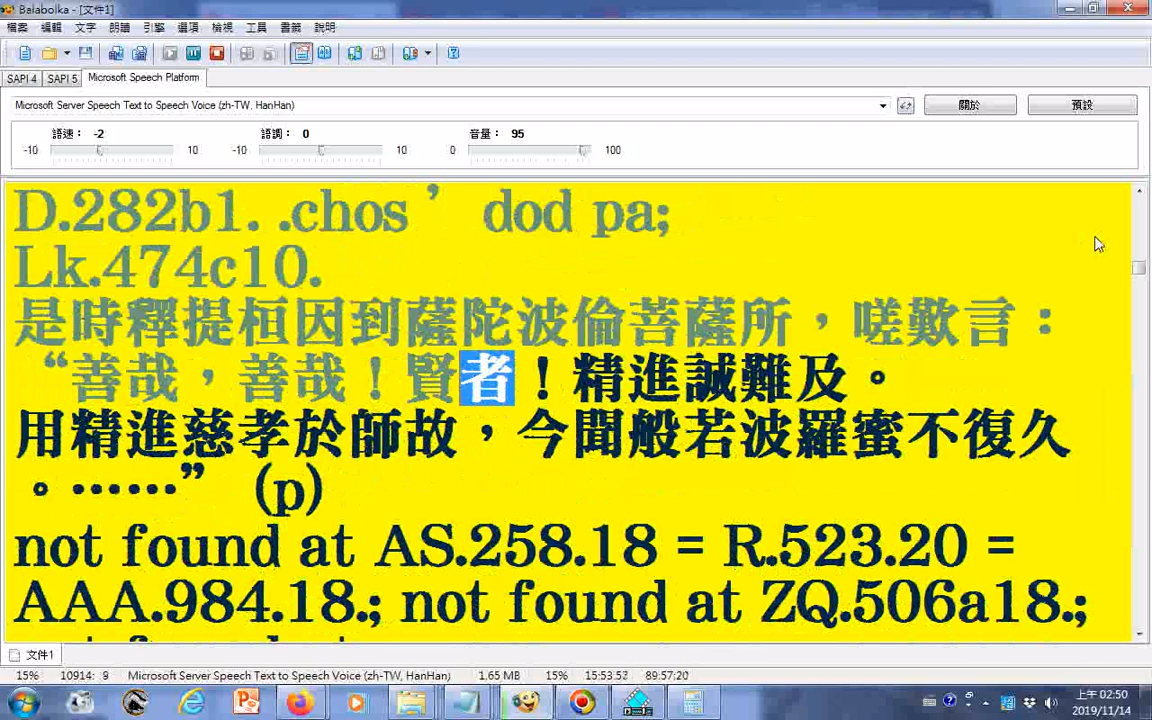 Balabolka - [文件1]
檔案 編輯 文字 朗讀 引擎 選項 檢視 工具 書籤 說明
SAPI 4 SAPI 5 Microsoft Speech Platform
Microsoft Server Speech Text to Speech Voice (zh-TW, HanHan) 關於 預設
語速： -2 語調： 0 音量： 95
-10 10 -10 10 0 100
D.282b1. .chos ’ dod pa;
Lk.474c10.
是時釋提桓因到薩陀波倫菩薩所，嗟歎言：
“善哉，善哉！賢者！精進誠難及。
用精進慈孝於師故，今聞般若波羅蜜不復久
。……” (p)
not found at AS.258.18 = R.523.20 =
AAA.984.18.; not found at ZQ.506a18.;
文件1
15% 10914: 9 Microsoft Server Speech Text to Speech Voice (zh-TW, HanHan) 1.65 MB 15% 15:53:53 89:57:20
上午 02:50
2019/11/14